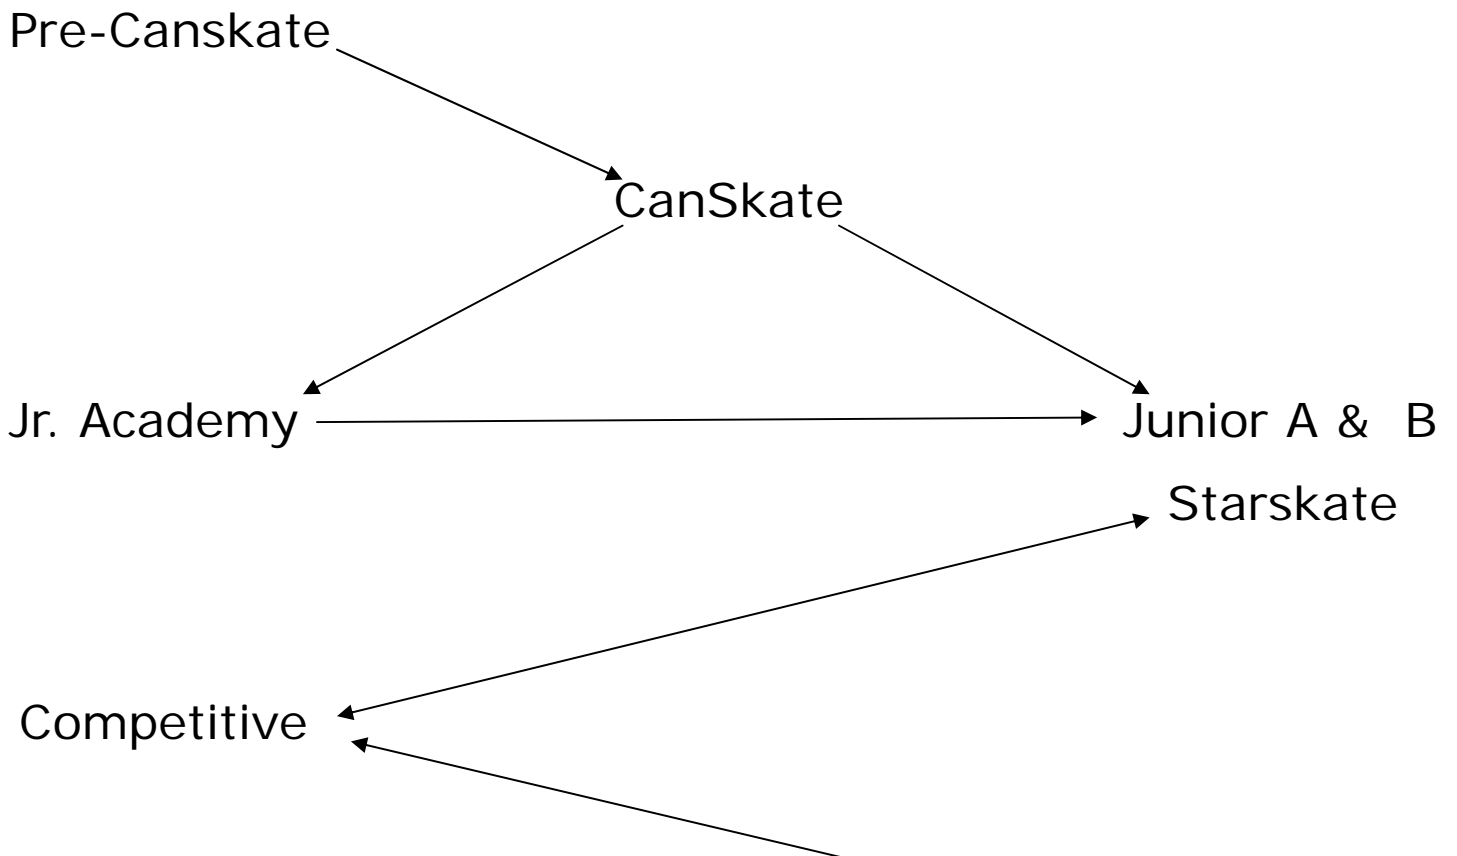 Pre-Canskate
CanSkate
Jr. Academy
Junior A & B
Starskate
Competitive